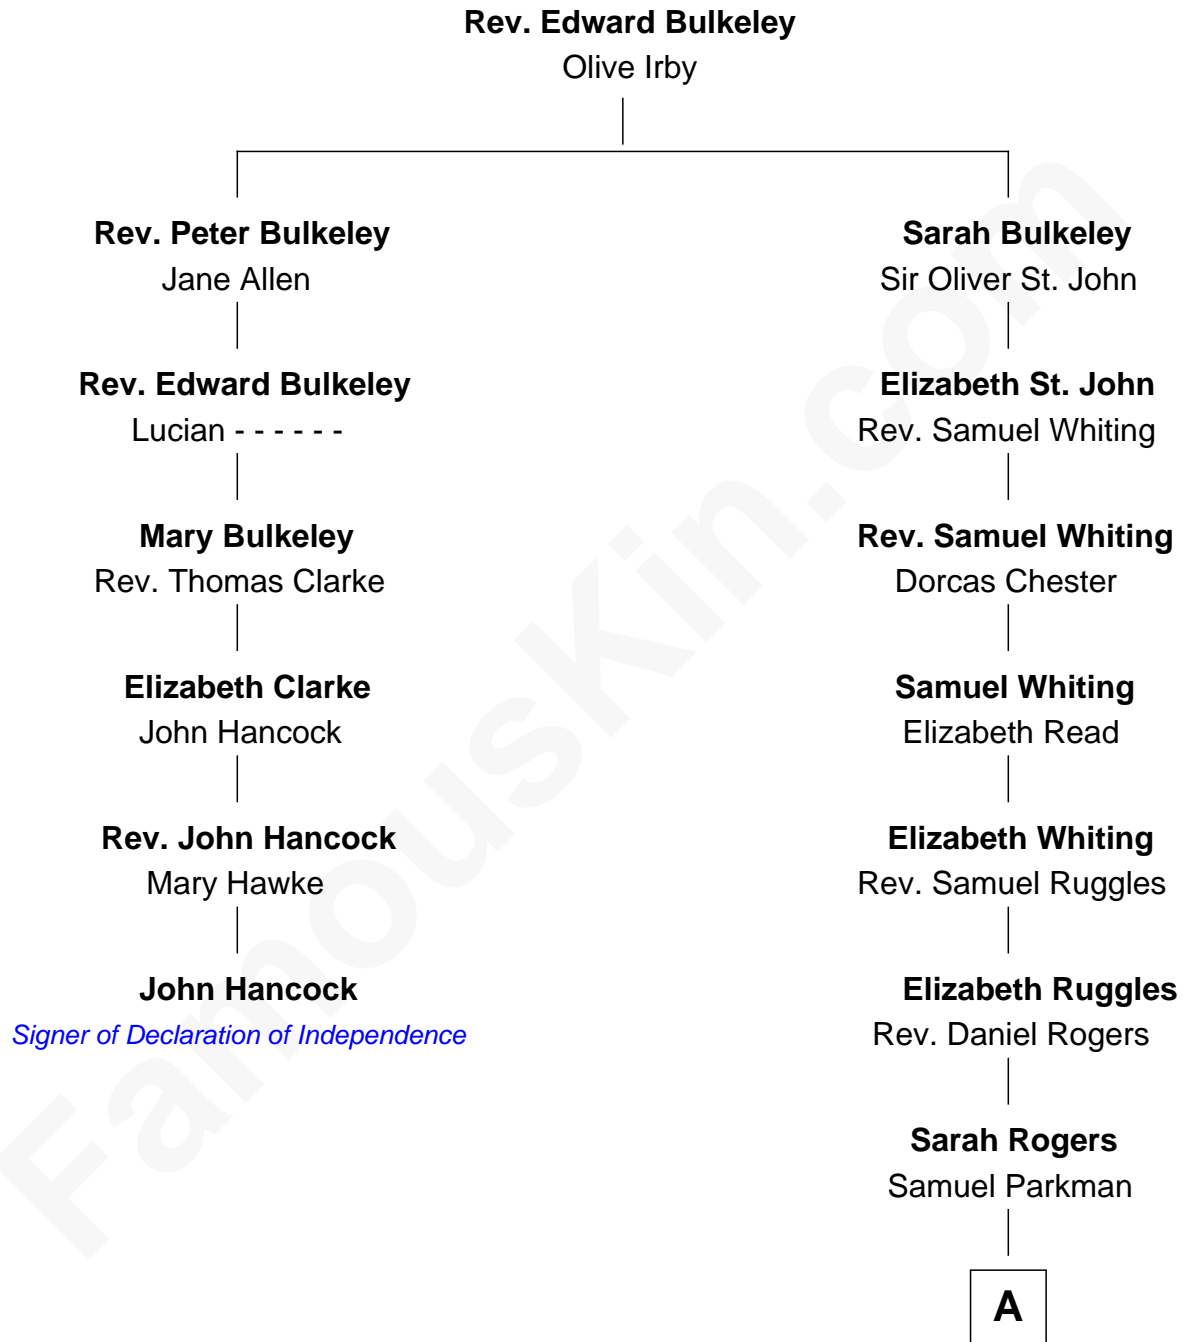 Rev. Edward Bulkeley
Olive Irby
Rev. Peter Bulkeley
Jane Allen
Rev. Edward Bulkeley
Lucian - - - - - -
Mary Bulkeley
Rev. Thomas Clarke
Elizabeth Clarke
John Hancock
Rev. John Hancock
Mary Hawke
John Hancock
Signer of Declaration of Independence
Sarah Bulkeley
Sir Oliver St. John
Elizabeth St. John
Rev. Samuel Whiting
Rev. Samuel Whiting
Dorcas Chester
Samuel Whiting
Elizabeth Read
Elizabeth Whiting
Rev. Samuel Ruggles
Elizabeth Ruggles
Rev. Daniel Rogers
Sarah Rogers
Samuel Parkman
A
FamousKin.com